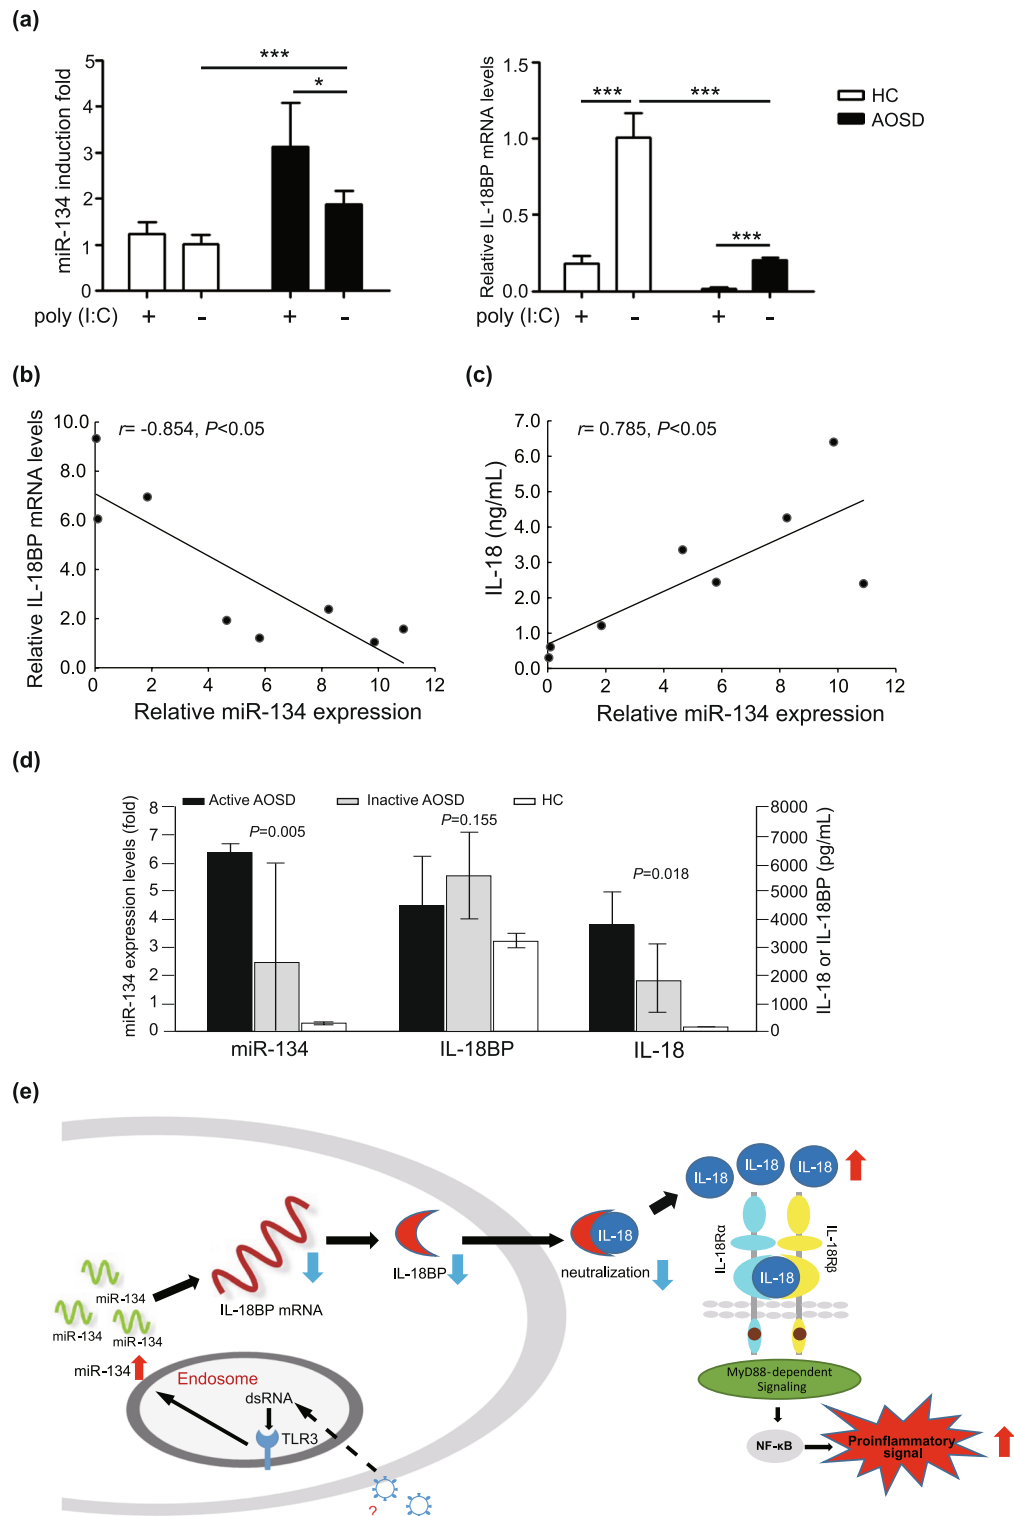 (a)
miR-134 induction fold
5
4
3
2
1
0
***
*
poly (I:C)
+
-
+
-
Relative IL-18BP mRNA levels
1.5
1.0
0.5
0.0
***
***
***
poly (I:C)
+
-
+
-
HC
AOSD
(b)
Relative IL-18BP mRNA levels
r= -0.854, P<0.05
10.0
8.0
6.0
4.0
2.0
0.0
0 2 4 6 8 10 12
Relative miR-134 expression
(c)
IL-18 (ng/mL)
r= 0.785, P<0.05
7.0
6.0
5.0
4.0
3.0
2.0
1.0
0.0
0 2 4 6 8 10 12
Relative miR-134 expression
(d)
Active AOSD Inactive AOSD HC
miR-134 expression levels (fold)
8
7
6
5
4
3
2
1
0
P=0.005
P=0.155
P=0.018
8000
7000
6000
5000
4000
3000
2000
1000
0
IL-18 or IL-18BP (pg/mL)
miR-134 IL-18BP IL-18
(e)
miR-134
miR-134
miR-134
miR-134
IL-18BP mRNA
IL-18BP
IL-18
neutralization
IL-18
IL-18
IL-18
IL-18Rα
IL-18Rβ
IL-18
MyD88-dependent
Signaling
NF-κB
Proinflammatory
signal
Endosome
dsRNA
TLR3
?